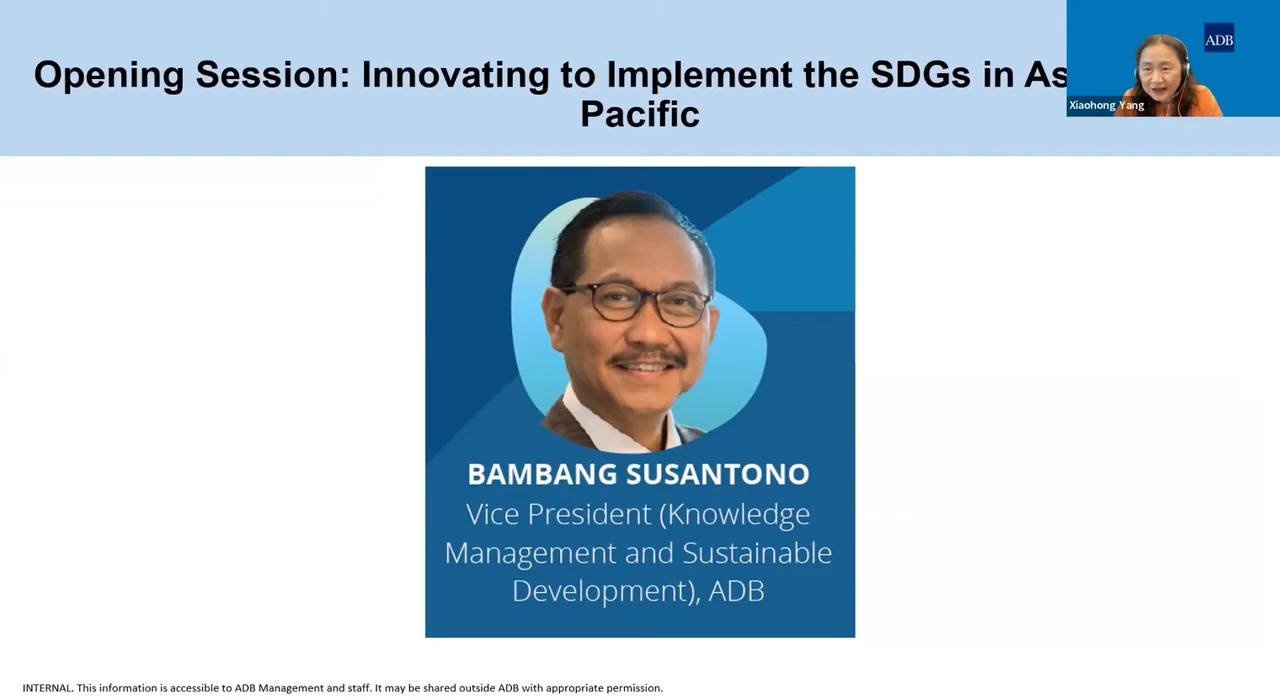 Opening Session: Innovating to Implement the SDGs in As
Pacific
ADB
Xiaohong Yang
BAMBANG SUSANTONO
Vice President (Knowledge
Management and Sustainable
Development), ADB
INTERNAL. This information is accessible to ADB Management and staff. It may be shared outside ADB with appropriate permission.